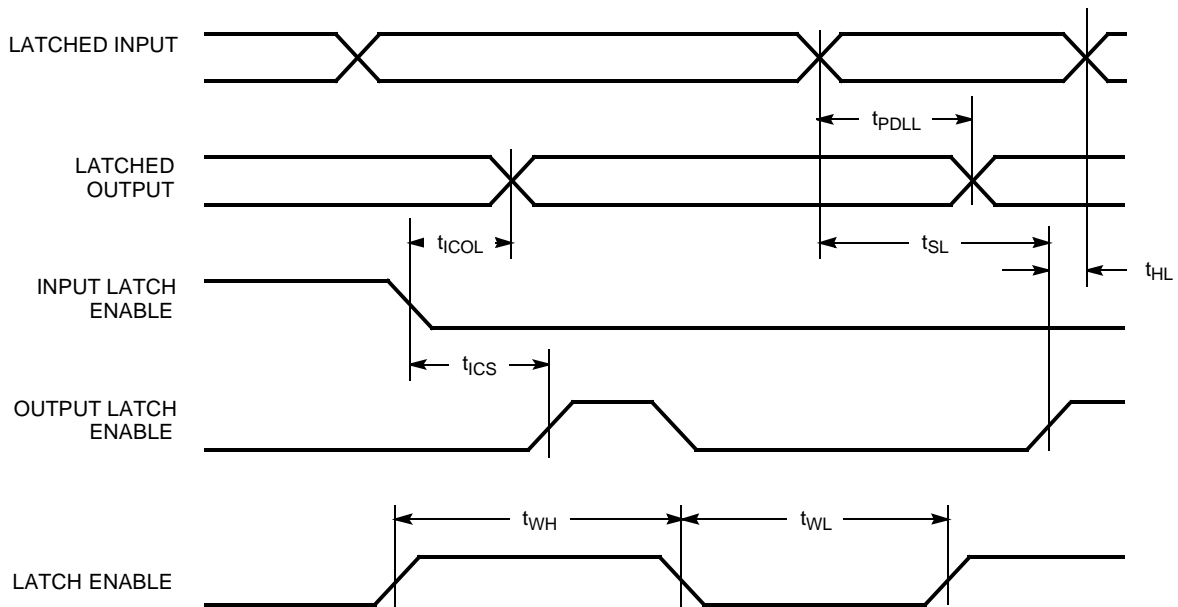 LATCHED INPUT
tPDLL
LATCHED
OUTPUT
tICOL
tSL
tHL
INPUT LATCH
ENABLE
tICS
OUTPUT LATCH
ENABLE
tWH
tWL
LATCH ENABLE